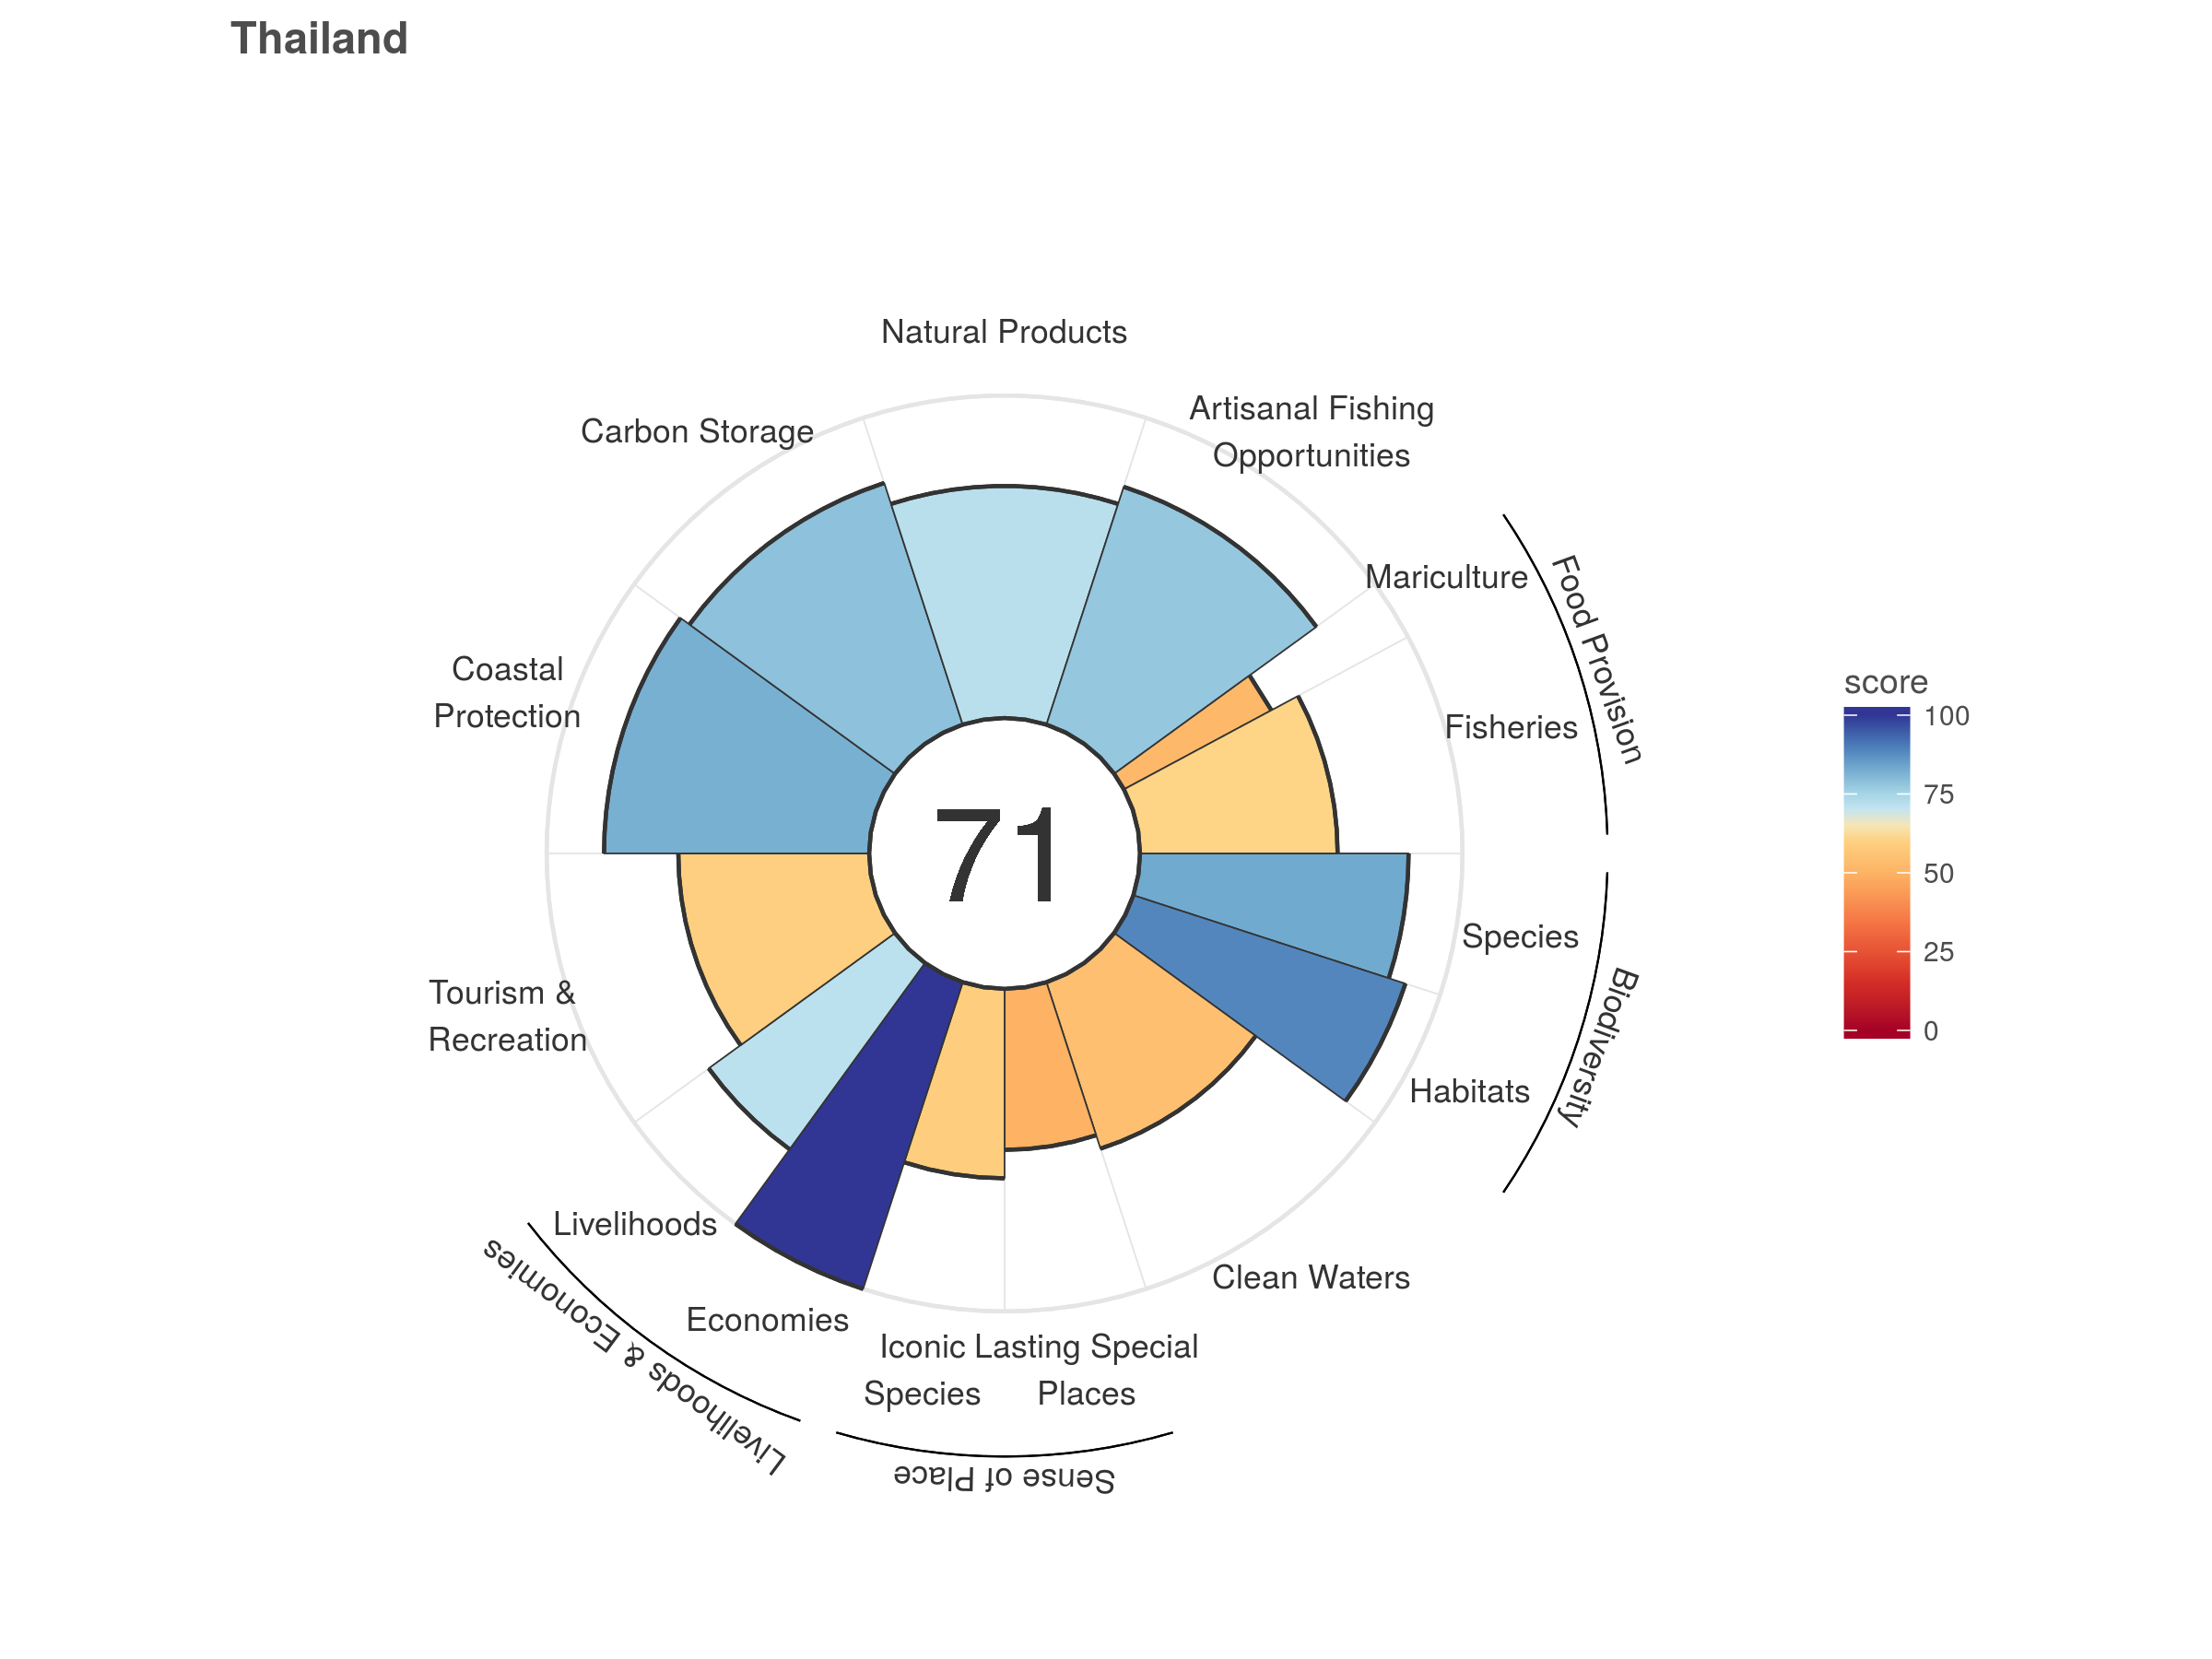 Thailand
Natural Products
Artisanal Fishing
Opportunities
Carbon Storage
Mariculture
Food Provision
Fisheries
Coastal
Protection
71
Species
Biodiversity
Habitats
Tourism &
Recreation
Clean Waters
Livelihoods
Economies
Livelihoods & Economies
Iconic
Species
Lasting Special
Places
Sense of Place
score
100
75
50
25
0